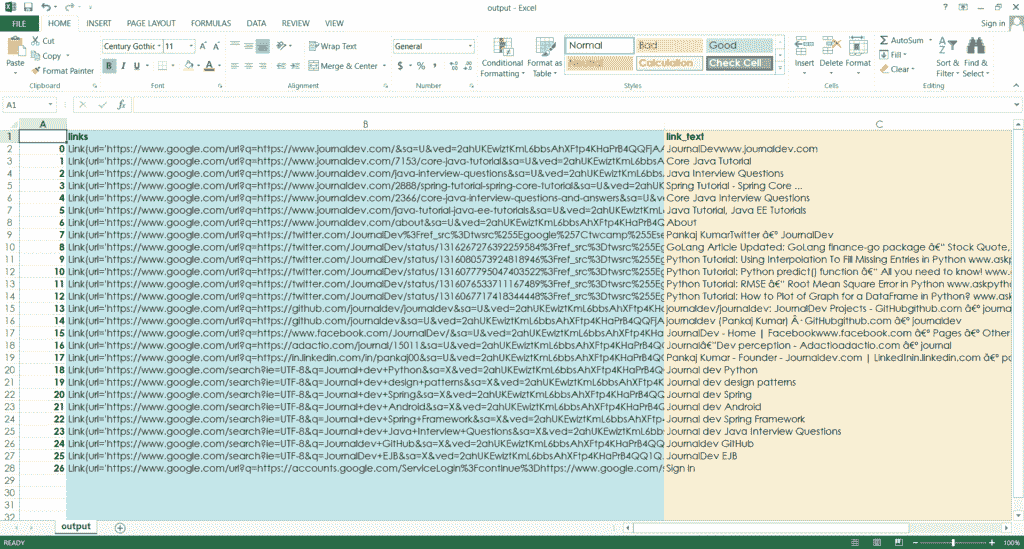 output - Excel
Sign in
FILE HOME INSERT PAGE LAYOUT FORMULAS DATA REVIEW VIEW
Paste
Cut
Copy
Format Painter
Clipboard
Century Gothic 11
B I U
Font
Wrap Text
Merge & Center
Alignment
General
$ % ,
Number
Conditional Formatting
Format as Table
Normal Bad Good
Neutral Calculation Check Cell
Styles
Insert Delete Format
Cells
AutoSum
Fill
Clear
Sort & Filter
Find & Select
Editing
A1 fx
A B C
1 links link_text
2 0 Link(url='https://www.google.com/url?q=https://www.journaldev.com/&sa=U&ved=2ahUKEwiztKmL6bbsAhXFtp4KHaPrB4QQFjAA JournalDevwww.journaldev.com
3 1 Link(url='https://www.google.com/url?q=https://www.journaldev.com/7153/core-java-tutorial&sa=U&ved=2ahUKEwiztKmL6bbsA Core Java Tutorial
4 2 Link(url='https://www.google.com/url?q=https://www.journaldev.com/java-interview-questions&sa=U&ved=2ahUKEwiztKmL6bbs Java Interview Questions
5 3 Link(url='https://www.google.com/url?q=https://www.journaldev.com/2888/spring-tutorial-spring-core-tutorial&sa=U&ved=2ahUK Spring Tutorial - Spring Core ...
6 4 Link(url='https://www.google.com/url?q=https://www.journaldev.com/2366/core-java-interview-questions-and-answers&sa=U&ve Core Java Interview Questions
7 5 Link(url='https://www.google.com/url?q=https://www.journaldev.com/java-tutorial-java-ee-tutorials&sa=U&ved=2ahUKEwiztKmL6 Java Tutorial, Java EE Tutorials
8 6 Link(url='https://www.google.com/url?q=https://www.journaldev.com/about&sa=U&ved=2ahUKEwiztKmL6bbsAhXFtp4KHaPrB4Q About
9 7 Link(url='https://www.google.com/url?q=https://twitter.com/JournalDev%3Fref_src%3Dtwsrc%255Egoogle%257Ctwcamp%255Es Pankaj KumarTwitter â€º JournalDev
10 8 Link(url='https://www.google.com/url?q=https://twitter.com/JournalDev/status/1316267276392259584%3Fref_src%3Dtwsrc%255E GoLang Article Updated: GoLang finance-go package â€“ Stock Quote,
11 9 Link(url='https://www.google.com/url?q=https://twitter.com/JournalDev/status/1316080573924818946%3Fref_src%3Dtwsrc%255E Python Tutorial: Using Interpolation To Fill Missing Entries in Python www.askp
12 10 Link(url='https://www.google.com/url?q=https://twitter.com/JournalDev/status/1316077795047403522%3Fref_src%3Dtwsrc%255E Python Tutorial: Python predict() function â€“ All you need to know! www.as
13 11 Link(url='https://www.google.com/url?q=https://twitter.com/JournalDev/status/1316076533711167489%3Fref_src%3Dtwsrc%255E Python Tutorial: RMSE â€“ Root Mean Square Error in Python www.askpytho
14 12 Link(url='https://www.google.com/url?q=https://twitter.com/JournalDev/status/1316067717418344448%3Fref_src%3Dtwsrc%255E Python Tutorial: How to Plot of Graph for a DataFrame in Python? www.ask
15 13 Link(url='https://www.google.com/url?q=https://github.com/journaldev/journaldev&sa=U&ved=2ahUKEwiztKmL6bbsAhXFtp4KHa journaldev/journaldev: JournalDev Projects - GitHubgithub.com â€º journal
16 14 Link(url='https://www.google.com/url?q=https://github.com/journaldev&sa=U&ved=2ahUKEwiztKmL6bbsAhXFtp4KHaPrB4QQFjA journaldev (Pankaj Kumar) Â· GitHubgithub.com â€º journaldev
17 15 Link(url='https://www.google.com/url?q=https://www.facebook.com/JournalDev/&sa=U&ved=2ahUKEwiztKmL6bbsAhXFtp4KHa JournalDev - Home | Facebookwww.facebook.com â€º Pages â€º Other
18 16 Link(url='https://www.google.com/url?q=https://adactio.com/journal/15011&sa=U&ved=2ahUKEwiztKmL6bbsAhXFtp4KHaPrB4QQ Journalâ€”Dev perception - Adactioadactio.com â€º journal
19 17 Link(url='https://www.google.com/url?q=https://in.linkedin.com/in/pankaj00&sa=U&ved=2ahUKEwiztKmL6bbsAhXFtp4KHaPrB4Q Pankaj Kumar - Founder - Journaldev.com | LinkedInin.linkedin.com â€º in â€º pa
20 18 Link(url='https://www.google.com/search?ie=UTF-8&q=Journal+dev+Python&sa=X&ved=2ahUKEwiztKmL6bbsAhXFtp4KHaPrB4QQ Journal dev Python
21 19 Link(url='https://www.google.com/search?ie=UTF-8&q=Journal+dev+design+patterns&sa=X&ved=2ahUKEwiztKmL6bbsAhXFtp4KHa Journal dev design patterns
22 20 Link(url='https://www.google.com/search?ie=UTF-8&q=Journal+dev+Spring&sa=X&ved=2ahUKEwiztKmL6bbsAhXFtp4KHaPrB4QQ Journal dev Spring
23 21 Link(url='https://www.google.com/search?ie=UTF-8&q=Journal+dev+Android&sa=X&ved=2ahUKEwiztKmL6bbsAhXFtp4KHaPrB4Q Journal dev Android
24 22 Link(url='https://www.google.com/search?ie=UTF-8&q=Journal+dev+Spring+Framework&sa=X&ved=2ahUKEwiztKmL6bbsAhXFtp Journal dev Spring Framework
25 23 Link(url='https://www.google.com/search?ie=UTF-8&q=Journal+dev+Java+Interview+Questions&sa=X&ved=2ahUKEwiztKmL6bbs Journal dev Java Interview Questions
26 24 Link(url='https://www.google.com/search?ie=UTF-8&q=Journaldev+GitHub&sa=X&ved=2ahUKEwiztKmL6bbsAhXFtp4KHaPrB4QQ Journaldev GitHub
27 25 Link(url='https://www.google.com/search?ie=UTF-8&q=JournalDev+EJB&sa=X&ved=2ahUKEwiztKmL6bbsAhXFtp4KHaPrB4QQ1Q JournalDev EJB
28 26 Link(url='https://www.google.com/url?q=https://accounts.google.com/ServiceLogin%3Fcontinue%3Dhttps://www.google.com/s Sign in
29
30
31
32
output
READY 100%